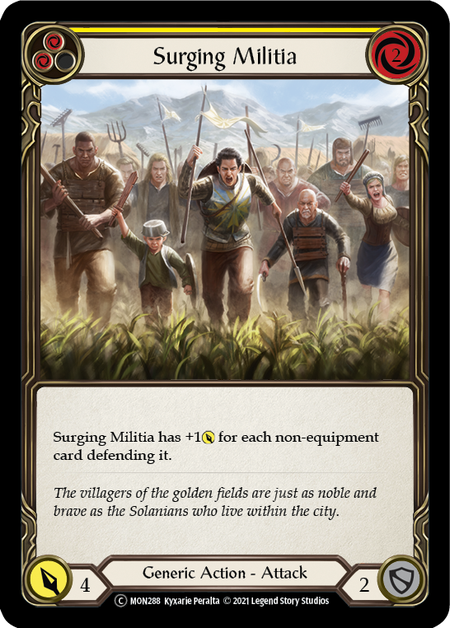 Surging Militia
2
Surging Militia has +1 for each non-equipment
card defending it.
The villagers of the golden fields are just as noble and
brave as the Solanians who live within the city.
4
Generic Action - Attack
2
C MON288 Kyxarie Peralta © 2021 Legend Story Studios